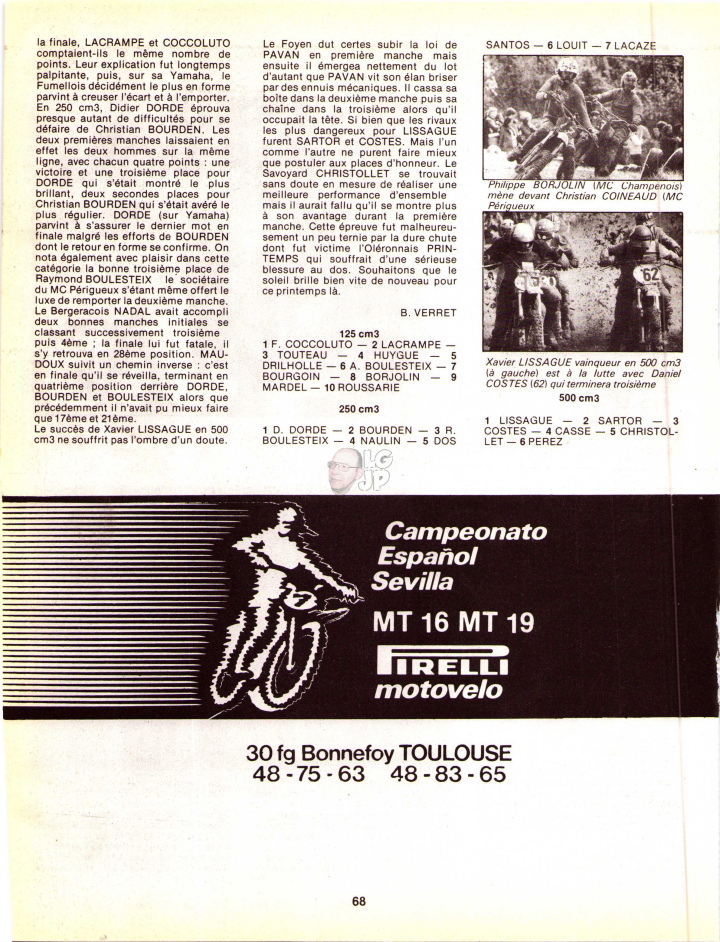 la finale, LACRAMPE et COCCOLUTO
comptaient-ils le même nombre de
points. Leur explication fut longtemps
palpitante, puis, sur sa Yamaha, le
Fumellois décidément le plus en forme
parvint à creuser l'écart et à l'emporter.
En 250 cm3, Didier DORDE éprouva
presque autant de difficultés pour se
défaire de Christian BOURDEN. Les
deux premières manches laissaient en
effet les deux hommes sur la même
ligne, avec chacun quatre points : une
victoire et une troisième place pour
DORDE qui s'était montré le plus
brillant, deux secondes places pour
Christian BOURDEN qui s'était avéré le
plus régulier. DORDE (sur Yamaha)
parvint à s'assurer le dernier mot en
finale malgré les efforts de BOURDEN
dont le retour en forme se confirme. On
nota également avec plaisir dans cette
catégorie la bonne troisième place de
Raymond BOULESTEIX le sociétaire
du MC Périgueux s'étant même offert le
luxe de remporter la deuxième manche.
Le Bergeracois NADAL avait accompli
deux bonnes manches initiales se
classant successivement troisième
puis 4ème ; la finale lui fut fatale, il
s'y retrouva en 28ème position. MAU-
DOUX suivit un chemin inverse : c'est
en finale qu'il se réveilla, terminant en
quatrième position derrière DORDE,
BOURDEN et BOULESTEIX alors que
précédemment il n'avait pu mieux faire
que 17ème et 21ème.
Le succès de Xavier LISSAGUE en 500
cm3 ne souffrit pas l'ombre d'un doute.
Le Foyen dut certes subir la loi de
PAVAN en première manche mais
ensuite il émergea nettement du lot
d'autant que PAVAN vit son élan briser
par des ennuis mécaniques. Il cassa sa
boîte dans la deuxième manche puis sa
chaîne dans la troisième alors qu'il
occupait la tête. Si bien que les rivaux
les plus dangereux pour LISSAGUE
furent SARTOR et COSTES. Mais l'un
comme l'autre ne purent faire mieux
que postuler aux places d'honneur. Le
Savoyard CHRISTOLLET se trouvait
sans doute en mesure de réaliser une
meilleure performance d'ensemble
mais il aurait fallu qu'il se montre plus
à son avantage durant la première
manche. Cette épreuve fut malheureu-
sement un peu ternie par la dure chute
dont fut victime l'Oléronnais PRIN-
TEMPS qui souffrait d'une sérieuse
blessure au dos. Souhaitons que le
soleil brille bien vite de nouveau pour
ce printemps là.
B. VERRET
125 cm3
1 F. COCCOLUTO — 2 LACRAMPE —
3 TOUTEAU — 4 HUYGUE — 5
DRILHOLLE — 6 A. BOULESTEIX — 7
BOURGOIN — 8 BORJOLIN — 9
MARDEL — 10 ROUSSARIE
250 cm3
1 D. DORDE — 2 BOURDEN — 3 R.
BOULESTEIX — 4 NAULIN — 5 DOS
SANTOS — 6 LOUIT — 7 LACAZE
Philippe BORJOLIN (MC Champenois)
mène devant Christian COINEAUD (MC
Périgueux
62
Xavier LISSAGUE vainqueur en 500 cm3
(à gauche) est à la lutte avec Daniel
COSTES (62) qui terminera troisième
500 cm3
1 LISSAGUE — 2 SARTOR — 3
COSTES — 4 CASSE — 5 CHRISTOL-
LET — 6 PEREZ
LG
JP
Campeonato
Español
Sevilla
MT 16 MT 19
PIRELLI
motovelo
30 fg Bonnefoy TOULOUSE
48 - 75 - 63 48 - 83 - 65
68